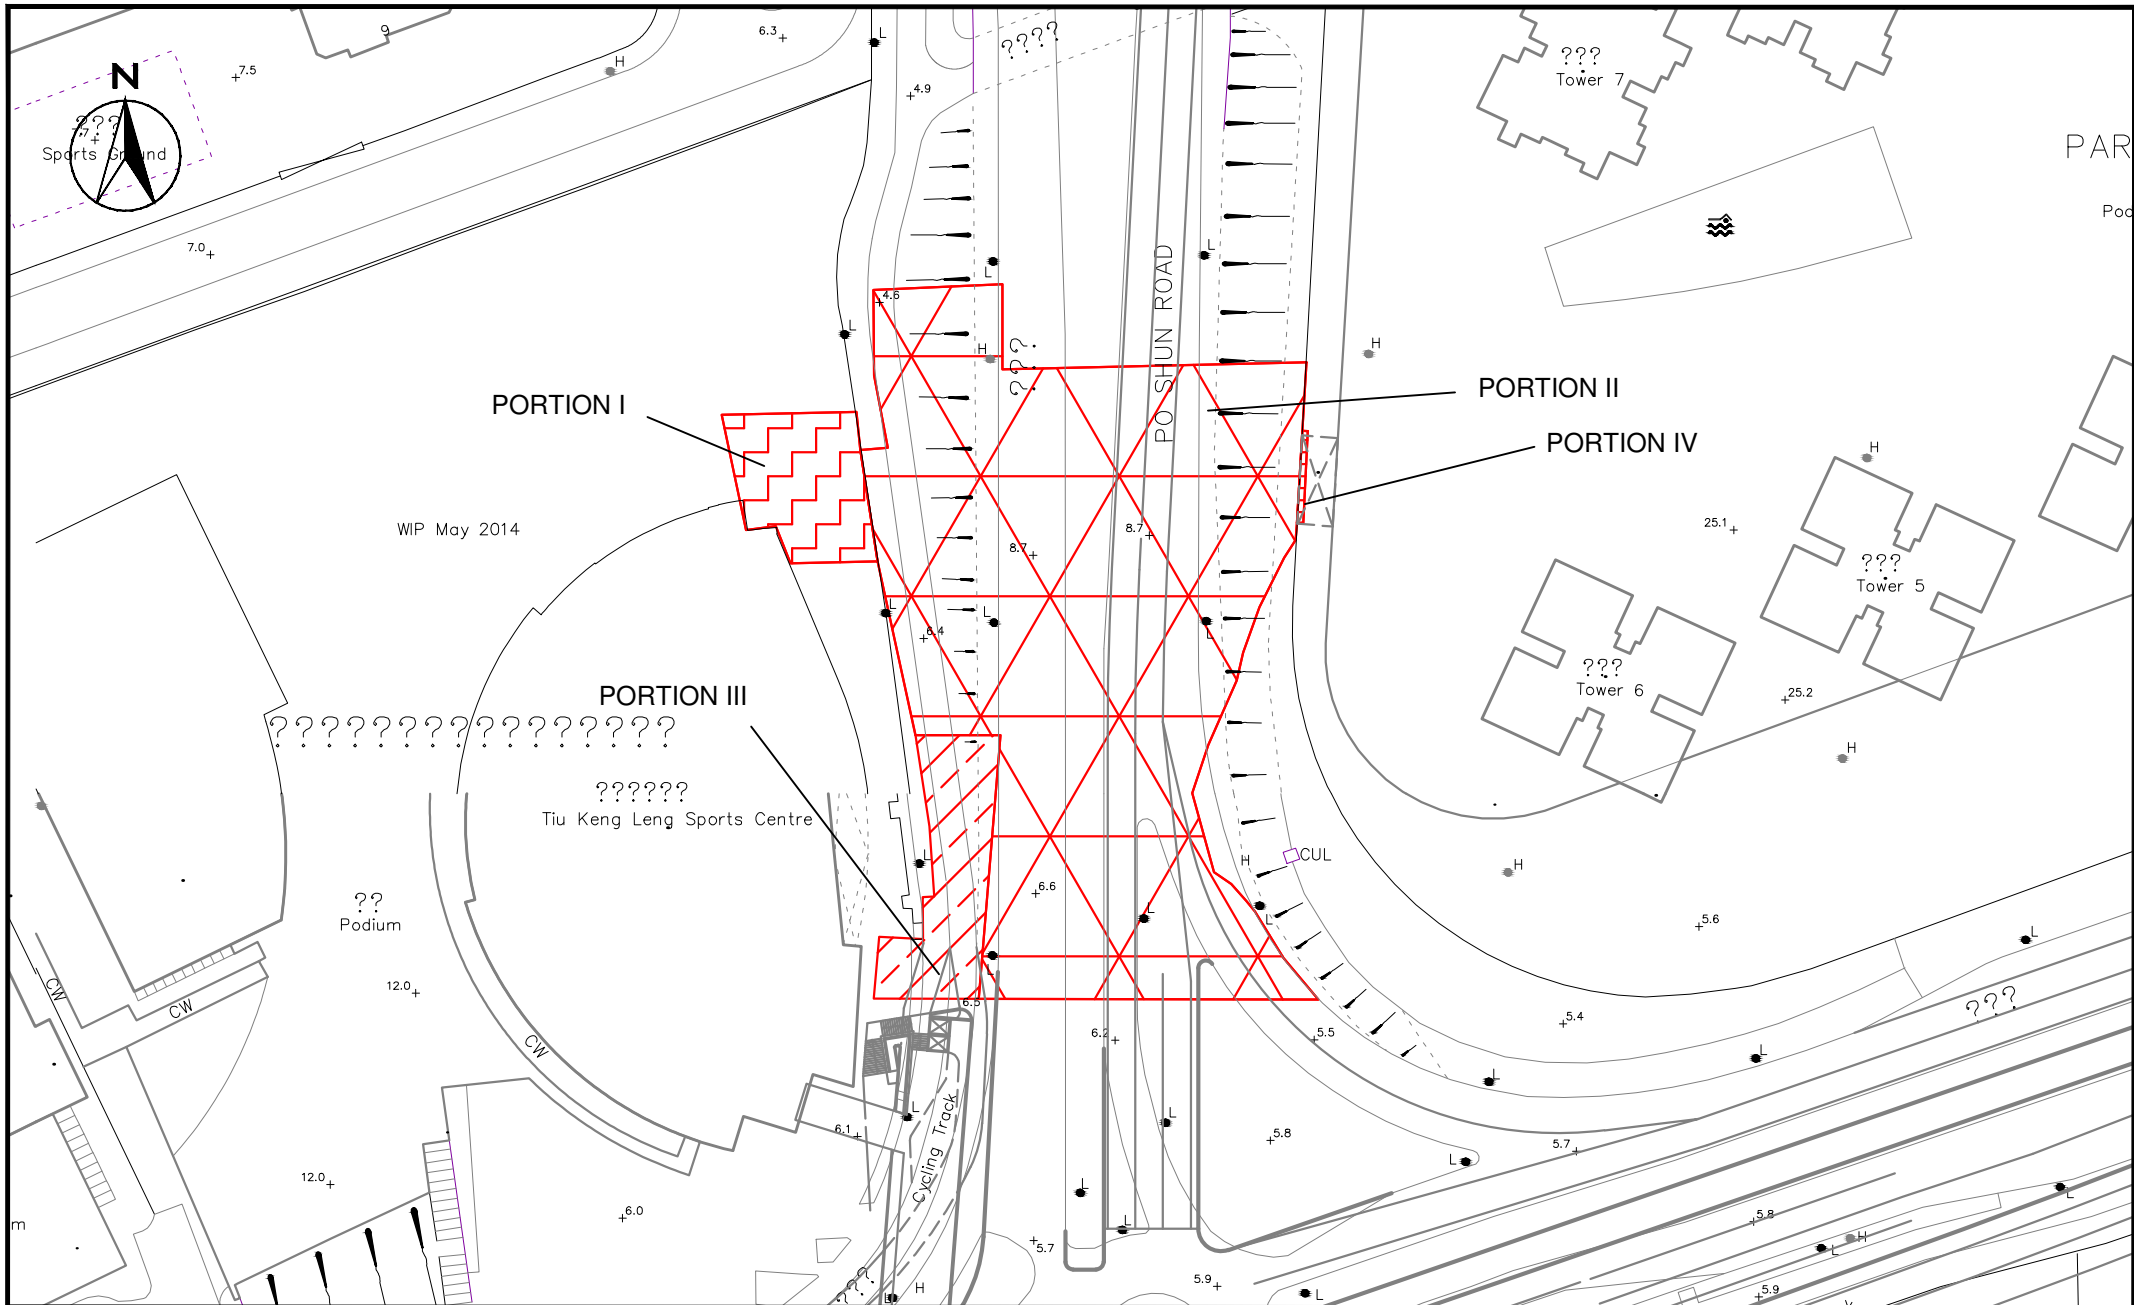 9
6.3
L
????
H
7.5
N
???
Tower 7
4.9
???
7.7
Sports Ground
PAR
Poc
7.0
L
L
PO SHUN ROAD
4.6
L
H
???.
?.??
H
PORTION I
PORTION II
PORTION IV
H
WIP May 2014
8.7
8.7
25.1
???
Tower 5
L
L
L
6.4
???
Tower 6
25.2
PORTION III
????????????????
H
??????
Tiu Keng Leng Sports Centre
L
H
CUL
H
6.6
??
Podium
L
L
5.6
L
L
12.0
CW
CW
CW
6.5
6.2
5.5
5.4
???
L
L
Cycling Track
L
L
6.1
5.8
5.7
L
12.0
6.0
L
L
L
5.8
m
5.7
L
H
???.
L
H
5.9
L
5.9